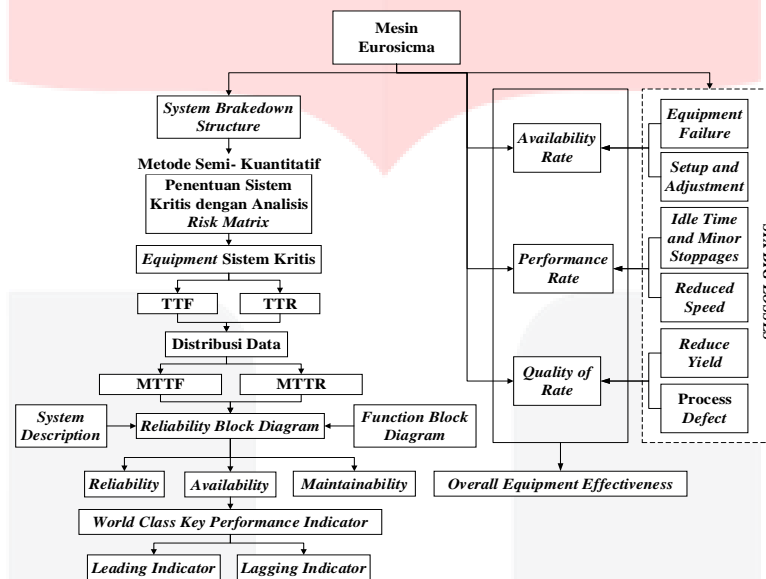 Mesin
Eurosicma
System Brakedown
Structure
Metode Semi- Kuantitatif
Penentuan Sistem
Kritis dengan Analisis
Risk Matrix
Equipment Sistem Kritis
TTF
TTR
Distribusi Data
MTTF
MTTR
System
Description
Reliability Block Diagram
Function Block
Diagram
Reliability
Availability
Maintainability
World Class Key Performance Indicator
Leading Indicator
Lagging Indicator
Availability
Rate
Performance
Rate
Quality of
Rate
Overall Equipment Effectiveness
Equipment
Failure
Setup and
Adjustment
Idle Time
and Minor
Stoppages
Reduced
Speed
Reduce
Yield
Process
Defect